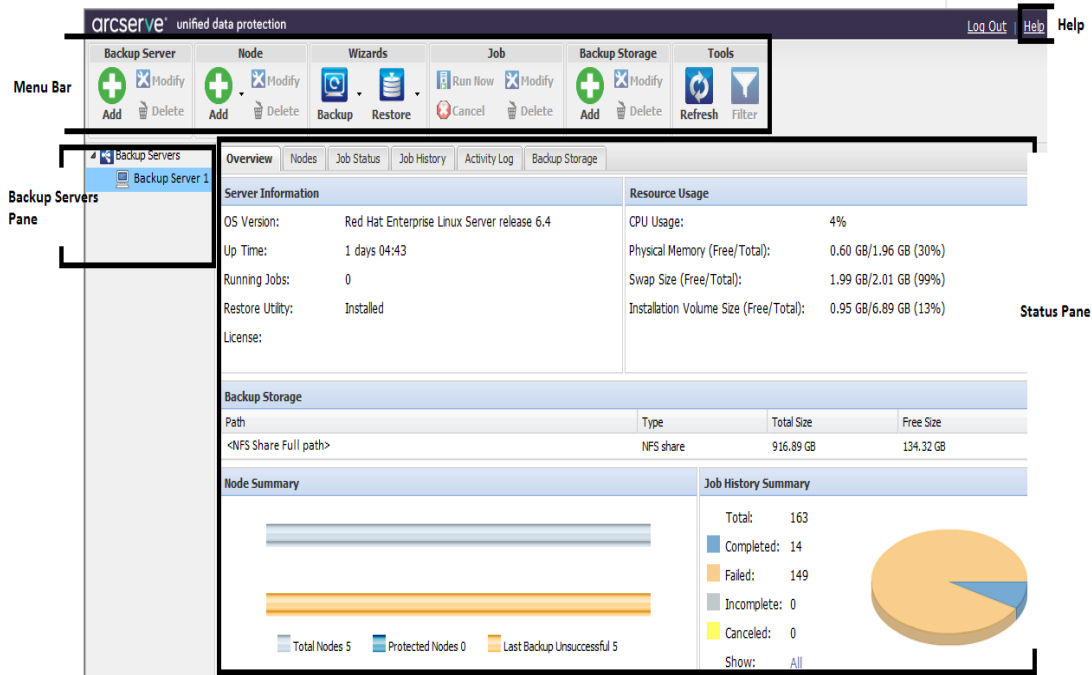 arcserve® unified data protection
Log Out | Help
Help
Menu Bar
Backup Server
Add
Modify
Delete
Node
Add
Modify
Delete
Wizards
Backup
Restore
Job
Run Now
Modify
Cancel
Delete
Backup Storage
Add
Modify
Delete
Tools
Refresh
Filter
Backup Servers Pane
Backup Servers
Backup Server 1
Overview Nodes Job Status Job History Activity Log Backup Storage
Server Information
OS Version: Red Hat Enterprise Linux Server release 6.4
Up Time: 1 days 04:43
Running Jobs: 0
Restore Utility: Installed
License:
Resource Usage
CPU Usage: 4%
Physical Memory (Free/Total): 0.60 GB/1.96 GB (30%)
Swap Size (Free/Total): 1.99 GB/2.01 GB (99%)
Installation Volume Size (Free/Total): 0.95 GB/6.89 GB (13%)
Status Pane
Backup Storage
Path Type Total Size Free Size
<NFS Share Full path> NFS share 916.89 GB 134.32 GB
Node Summary
Total Nodes 5 Protected Nodes 0 Last Backup Unsuccessful 5
Job History Summary
Total: 163
Completed: 14
Failed: 149
Incomplete: 0
Canceled: 0
Show: All